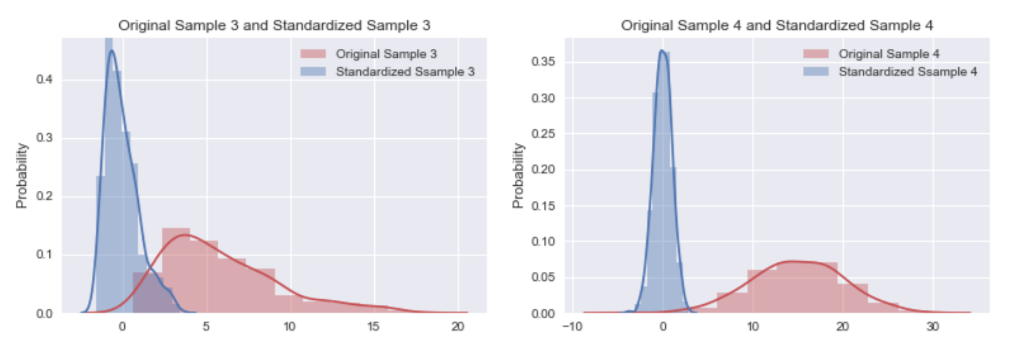 Original Sample 3 and Standardized Sample 3
Original Sample 3
Standardized Ssample 3
Probability
0.4
0.3
0.2
0.1
0.0
0
5
10
15
20
Original Sample 4 and Standardized Sample 4
Original Sample 4
Standardized Ssample 4
Probability
0.35
0.30
0.25
0.20
0.15
0.10
0.05
0.00
−10
0
10
20
30